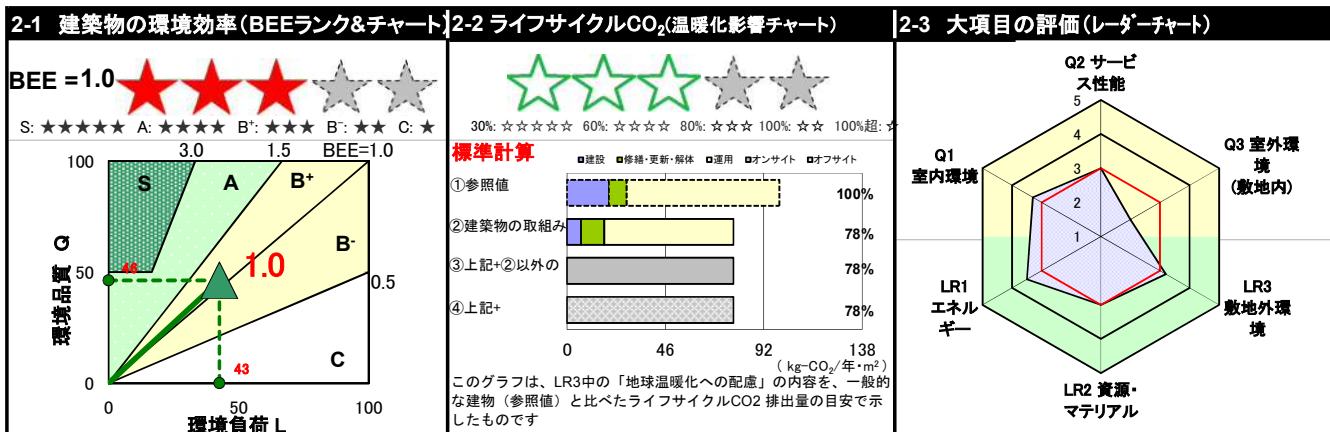 2-1 建築物の環境効率(BEEランク&チャート)
BEE =1.0
S: ★★★★★ A: ★★★★ B⁺: ★★★ B⁻: ★★ C: ★
3.0 1.5 BEE=1.0
100
S
A
B⁺
B⁻
1.0
46
50
0.5
43
C
0
0 50 100
環境品質 Q
環境負荷 L
2-2 ライフサイクルCO₂(温暖化影響チャート)
30%: ☆☆☆☆☆ 60%: ☆☆☆☆ 80%: ☆☆☆ 100%: ☆☆ 100%超: ☆
標準計算
■建設 ■修繕・更新・解体 □運用 ■オンサイト ■オフサイト
①参照値 100%
②建築物の取組み 78%
③上記+②以外の 78%
④上記+ 78%
0 46 92 138
( kg-CO₂/年・m²)
このグラフは、LR3中の「地球温暖化への配慮」の内容を、一般的
な建物(参照値)と比べたライフサイクルCO2 排出量の目安で示
したものです
2-3 大項目の評価(レーダーチャート)
Q2 サービ
ス性能
5
4
3
2
1
Q1
室内環境
Q3 室外環
境
(敷地内)
LR1
エネル
ギー
LR3
敷地外環
境
LR2 資源・
マテリアル